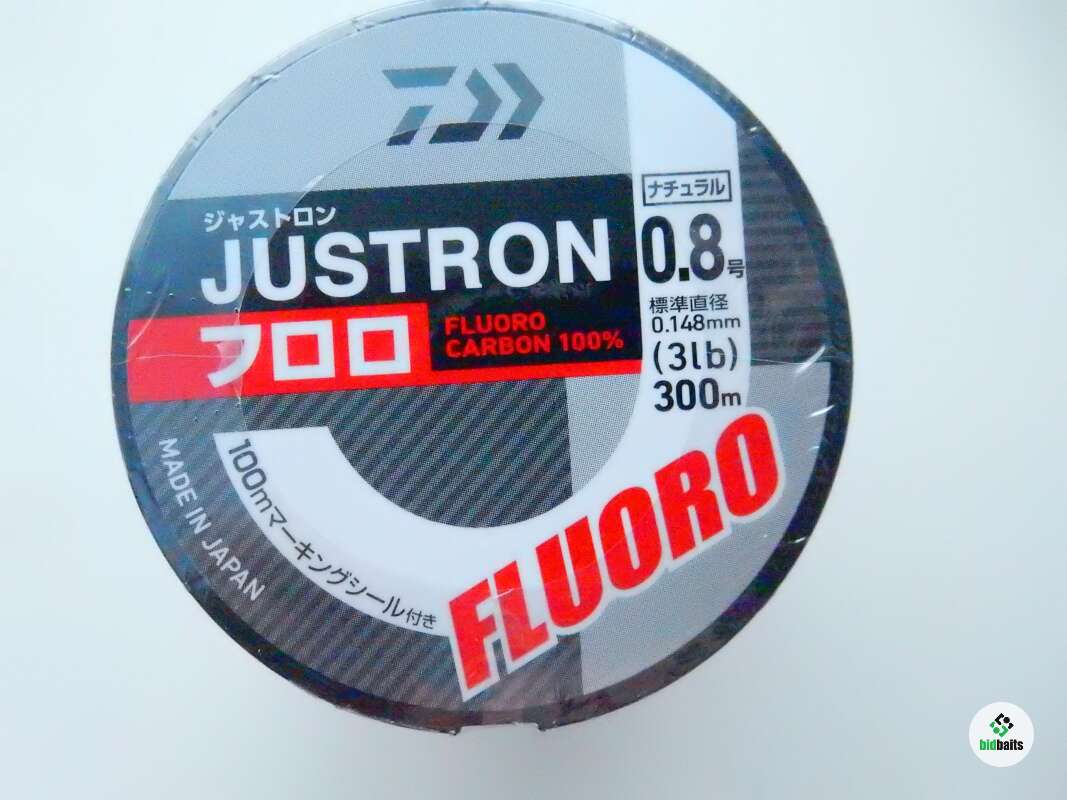 ジャストロン
JUSTRON
フロロ
FLUORO
CARBON 100%
ナチュラル
0.8号
標準直径
0.148mm
(3lb)
300m
100mマーキングシール付き
MADE IN JAPAN
FLUORO
bidbaits